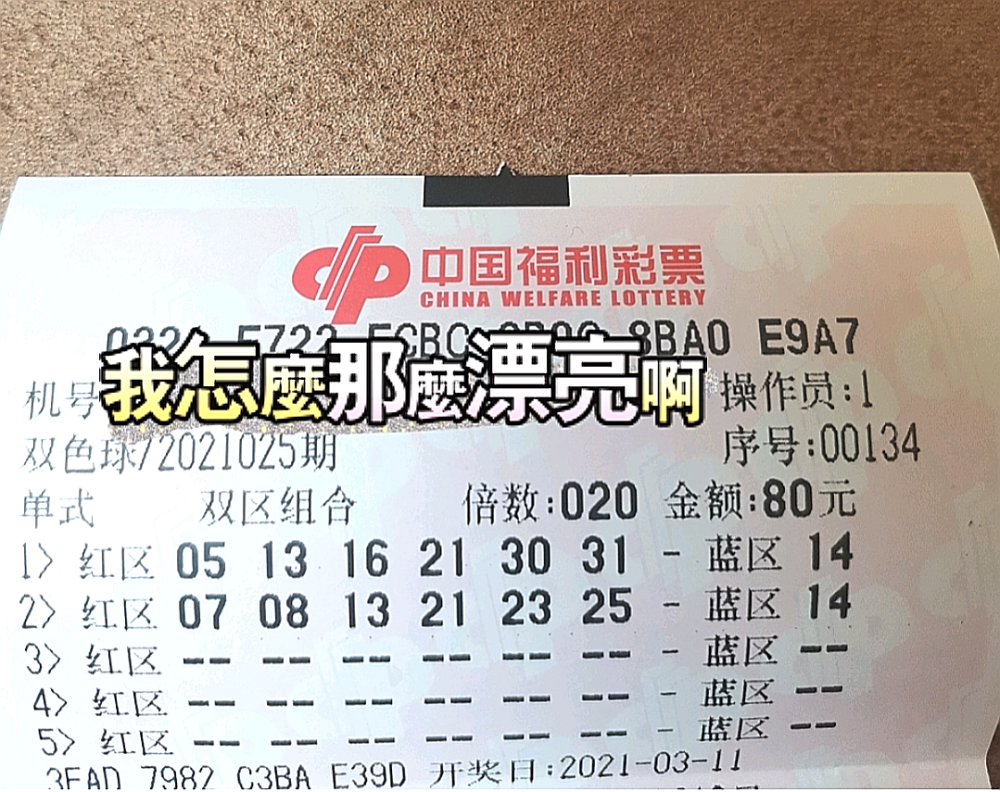 中国福利彩票
CHINA WELFARE LOTTERY
8BA0 E9A7
我怎麼那麼漂亮啊
机号 操作员:1
双色球/2021025期 序号:00134
单式 双区组合 倍数:020 金额:80元
1> 红区 05 13 16 21 30 31 - 蓝区 14
2> 红区 07 08 13 21 23 25 - 蓝区 14
3> 红区 -- -- -- -- -- -- - 蓝区 --
4> 红区 -- -- -- -- -- -- - 蓝区 --
5> 红区 -- -- -- -- -- -- - 蓝区 --
3FAD 7982 C3BA E39D 开奖日:2021-03-11